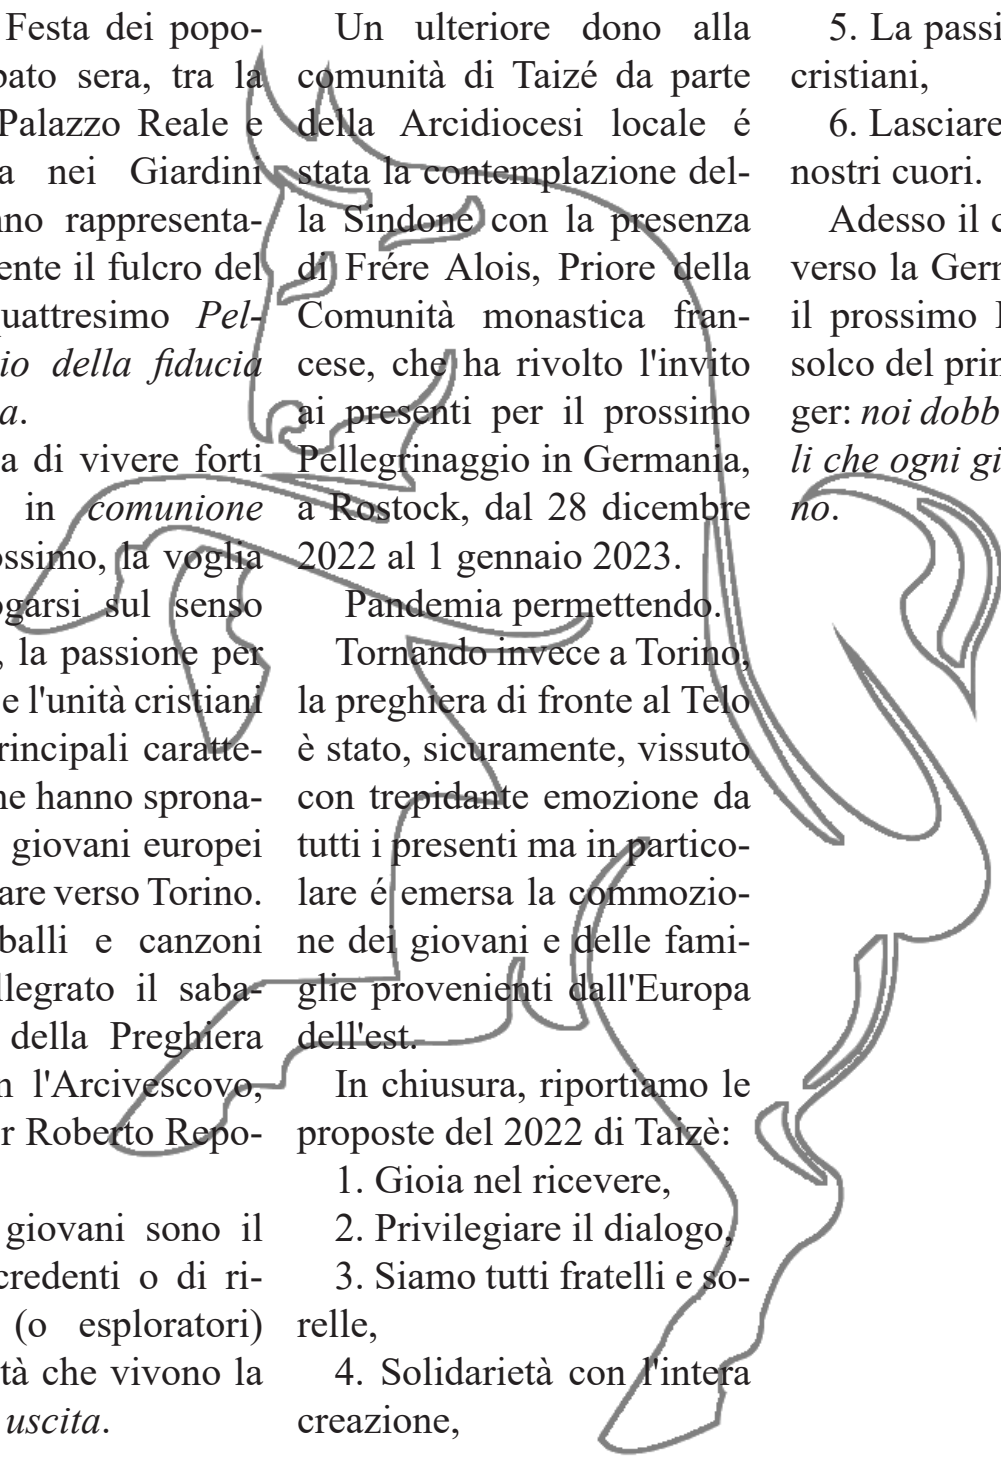 Festa dei popo-
bato sera, tra la
Palazzo Reale e
a nei Giardini
nno rappresenta-
ente il fulcro del
uattresimo Pel-
io della fiducia
a.
a di vivere forti
in comunione
ossimo, la voglia
ogarsi sul senso
, la passione per
e l'unità cristiani
rincipali caratte-
he hanno sprona-
giovani europei
are verso Torino.
balli e canzoni
llegrato il saba-
della Preghiera
n l'Arcivescovo,
r Roberto Repo-
giovani sono il
credenti o di ri-
(o esploratori)
tà che vivono la
uscita.
Un ulteriore dono alla
comunità di Taizé da parte
della Arcidiocesi locale é
stata la contemplazione del-
la Sindone con la presenza
di Frére Alois, Priore della
Comunità monastica fran-
cese, che ha rivolto l'invito
ai presenti per il prossimo
Pellegrinaggio in Germania,
a Rostock, dal 28 dicembre
2022 al 1 gennaio 2023.
Pandemia permettendo.
Tornando invece a Torino,
la preghiera di fronte al Telo
è stato, sicuramente, vissuto
con trepidante emozione da
tutti i presenti ma in partico-
lare é emersa la commozio-
ne dei giovani e delle fami-
glie provenienti dall'Europa
dell'est.
In chiusura, riportiamo le
proposte del 2022 di Taizè:
1. Gioia nel ricevere,
2. Privilegiare il dialogo,
3. Siamo tutti fratelli e so-
relle,
4. Solidarietà con l'intera
creazione,
5. La passi
cristiani,
6. Lasciare
nostri cuori.
Adesso il c
verso la Germ
il prossimo
solco del prin
ger: noi dobb
li che ogni gi
no.